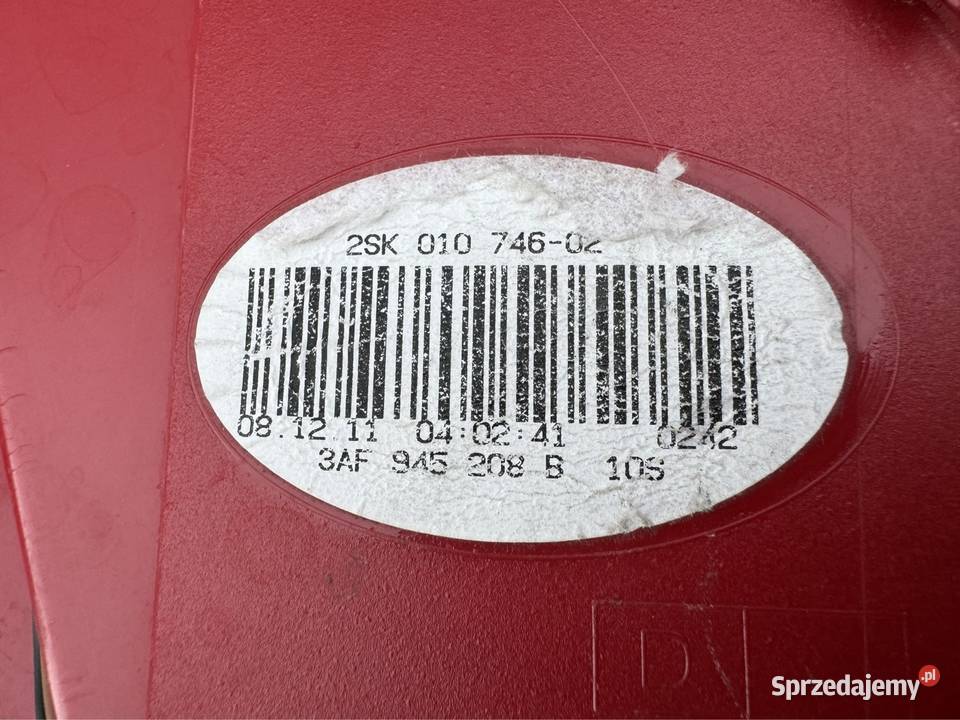 2SK 010 746-02
08.12.11 04:02:41 0242
3AF 945 208 B 10S
D
Sprzedajemy.pl